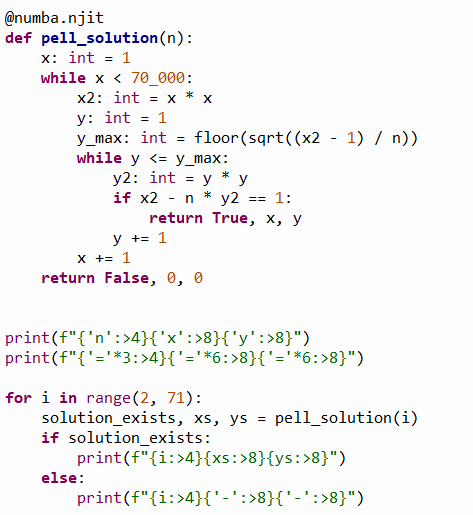 @numba.njit
def pell_solution(n):
    x: int = 1
    while x < 70_000:
        x2: int = x * x
        y: int = 1
        y_max: int = floor(sqrt((x2 - 1) / n))
        while y <= y_max:
            y2: int = y * y
            if x2 - n * y2 == 1:
                return True, x, y
            y += 1
        x += 1
    return False, 0, 0


print(f"{'n':>4}{'x':>8}{'y':>8}")
print(f"{'='*3:>4}{'='*6:>8}{'='*6:>8}")

for i in range(2, 71):
    solution_exists, xs, ys = pell_solution(i)
    if solution_exists:
        print(f"{i:>4}{xs:>8}{ys:>8}")
    else:
        print(f"{i:>4}{'-':>8}{'-':>8}")